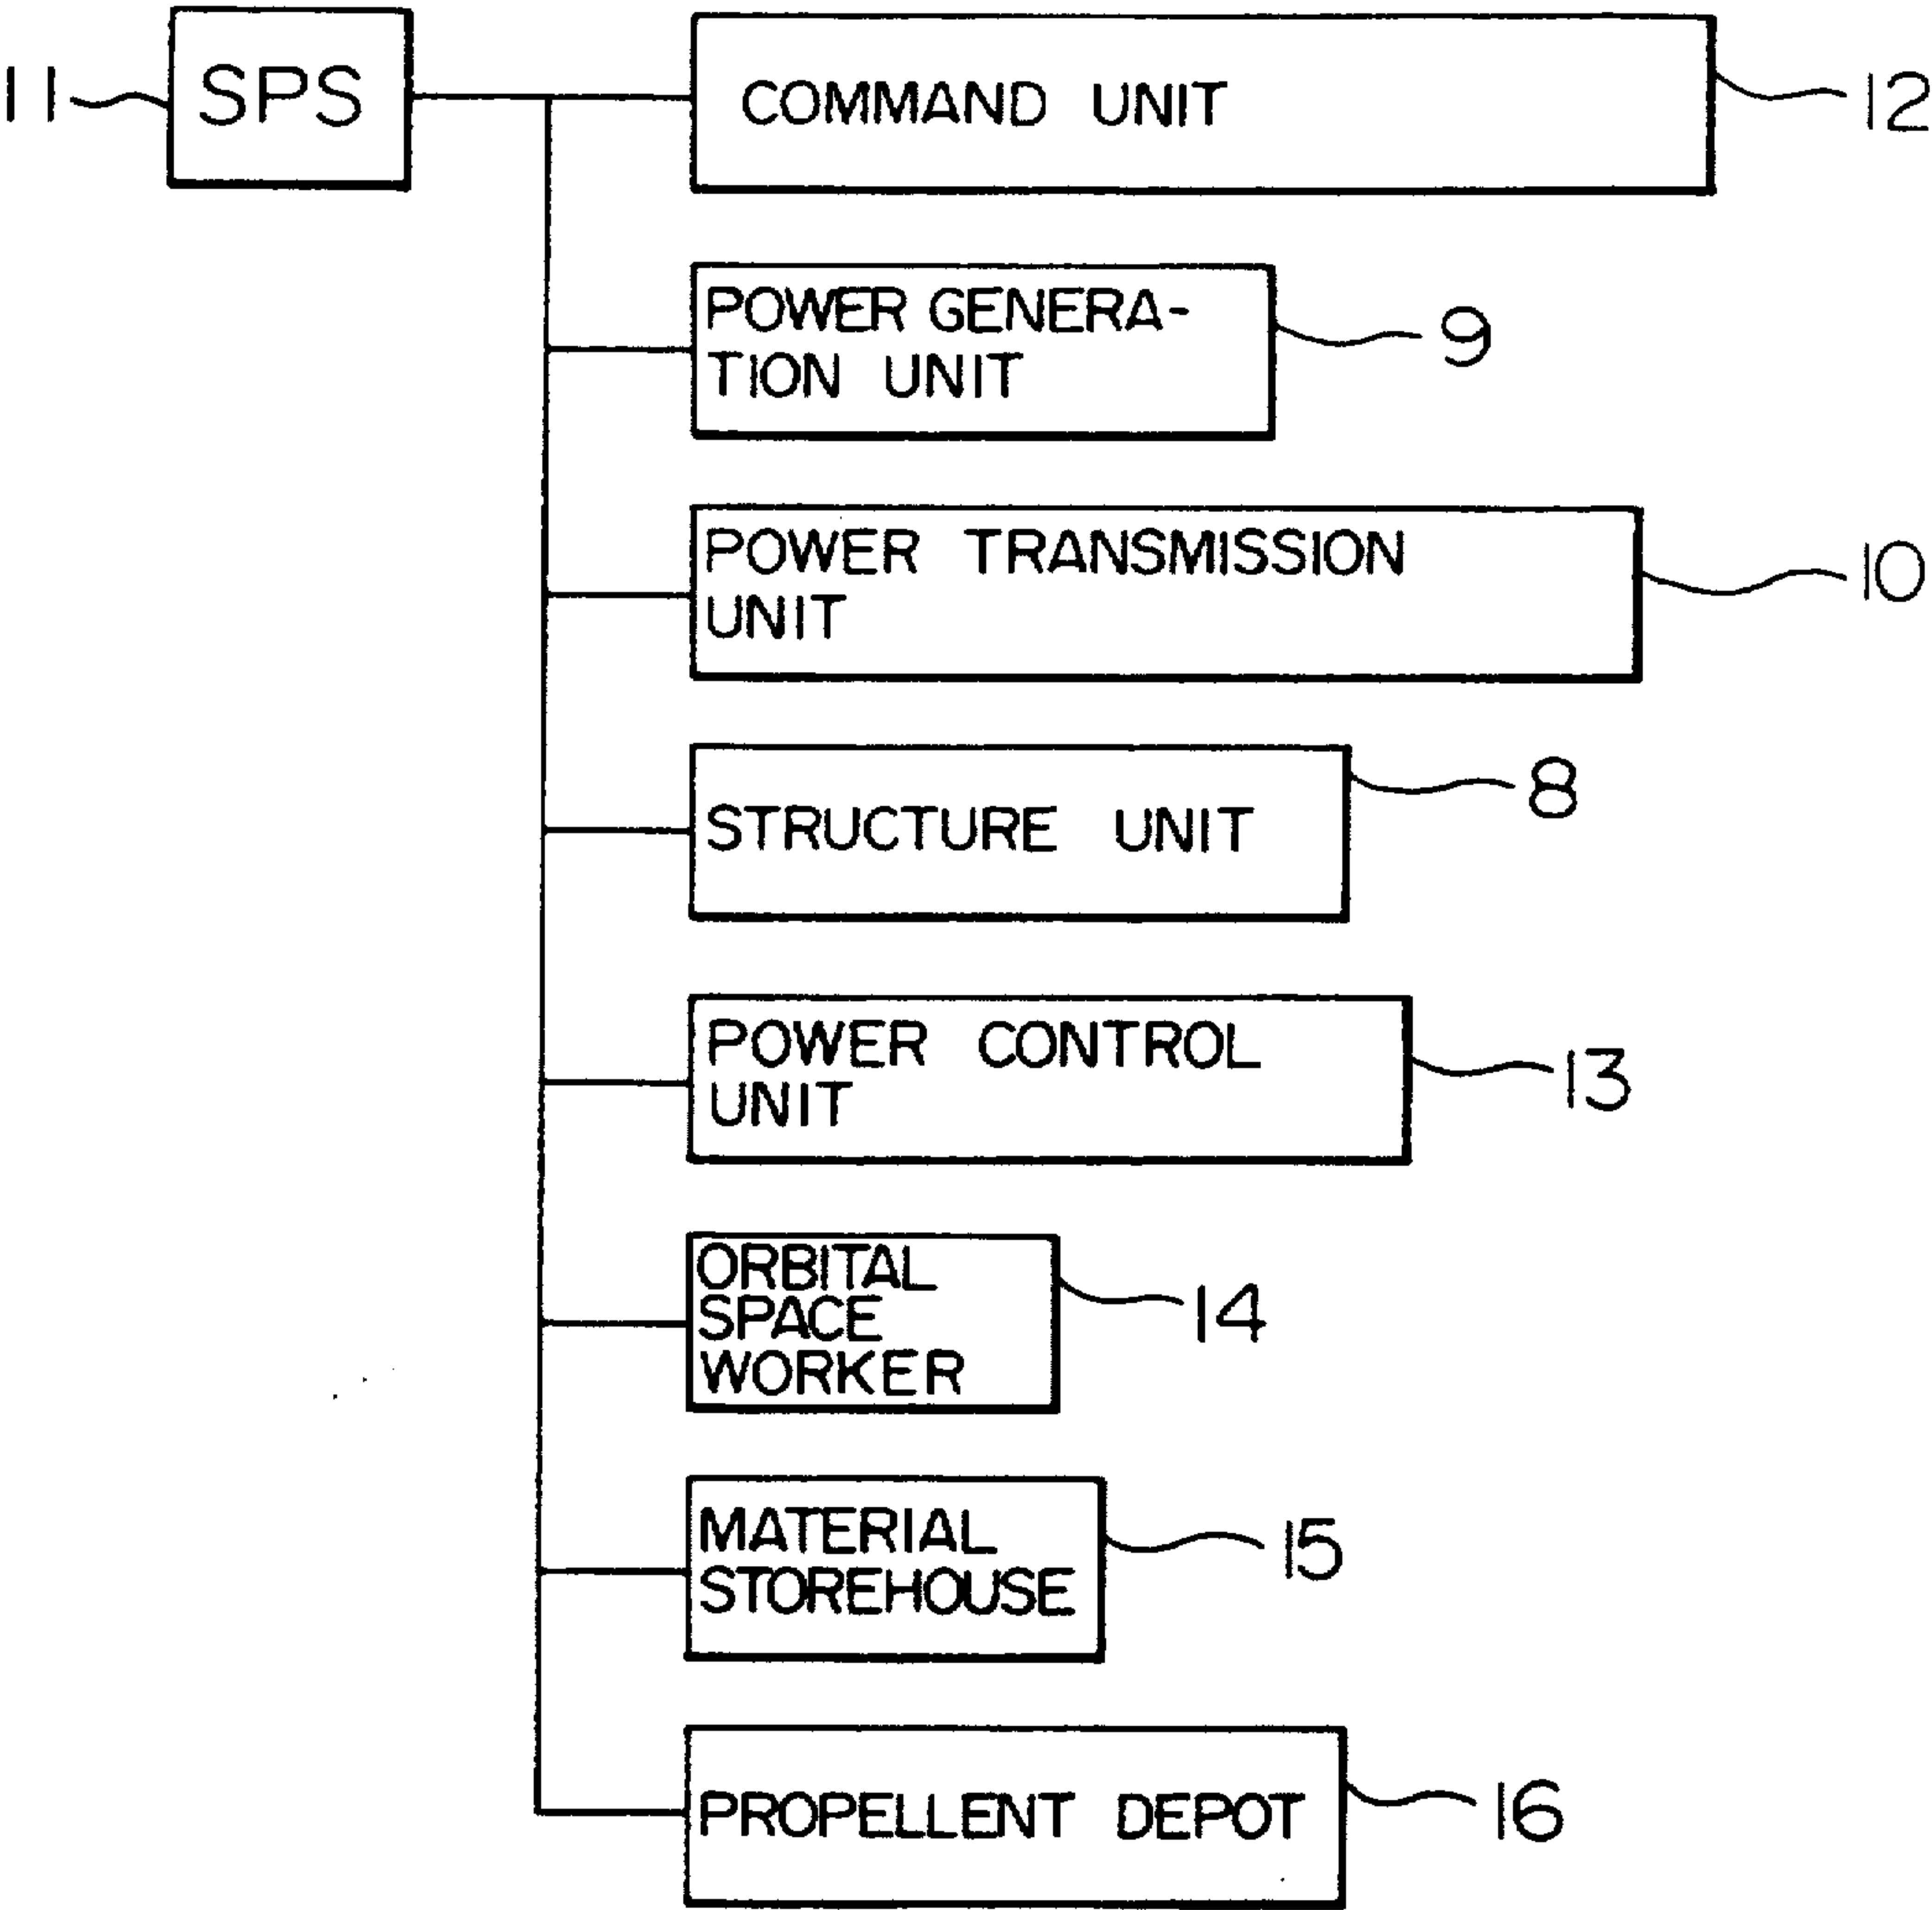 11
SPS
COMMAND UNIT
12
POWER GENERA-
TION UNIT
9
POWER TRANSMISSION
UNIT
10
STRUCTURE UNIT
8
POWER CONTROL
UNIT
13
ORBITAL
SPACE
WORKER
14
MATERIAL
STOREHOUSE
15
PROPELLENT DEPOT
16